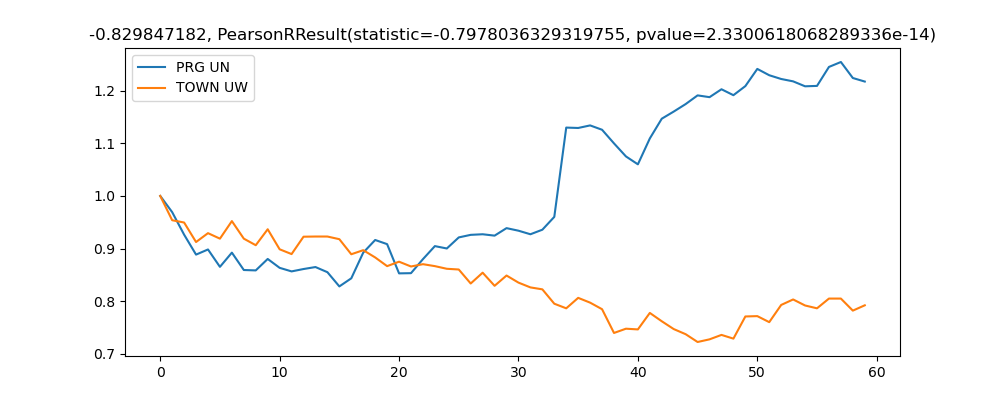 -0.829847182, PearsonRResult(statistic=-0.7978036329319755, pvalue=2.3300618068289336e-14)
PRG UN
TOWN UW
1.2
1.1
1.0
0.9
0.8
0.7
0 10 20 30 40 50 60